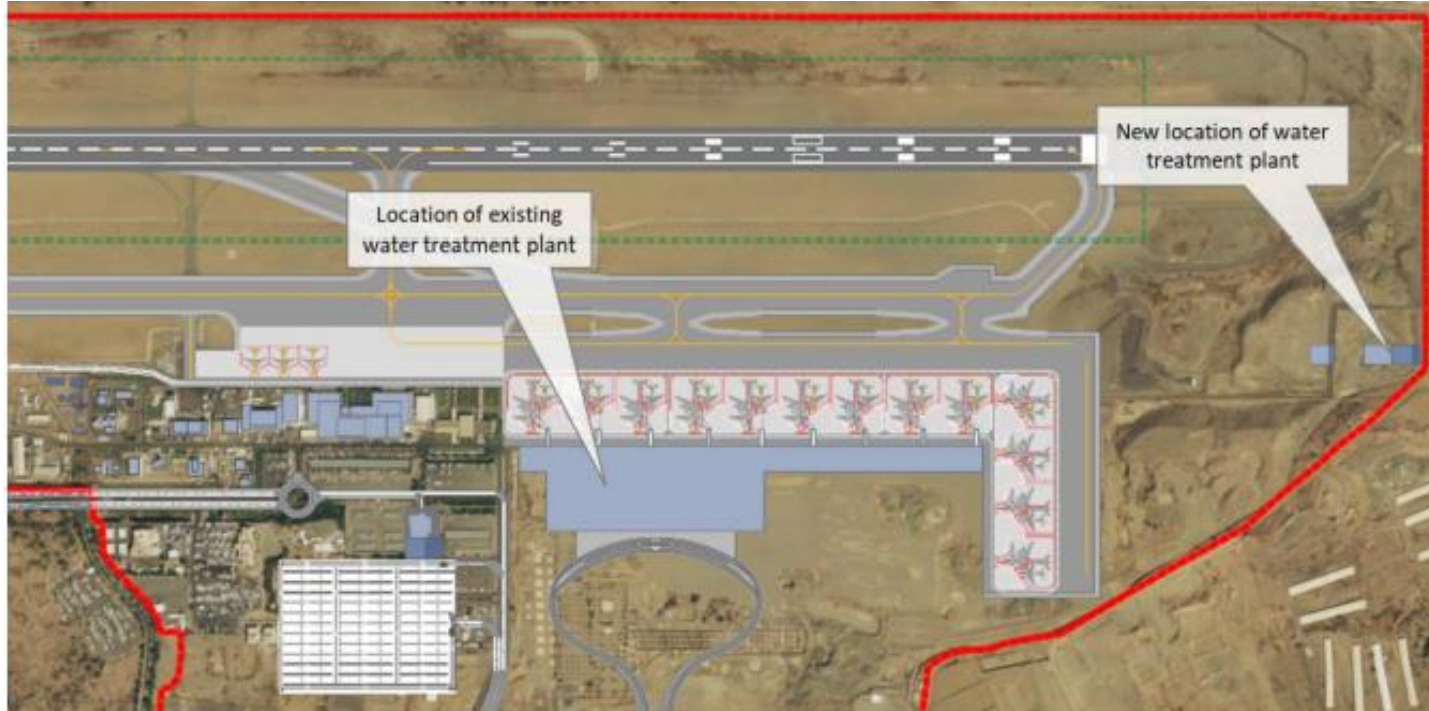 New location of water
treatment plant
Location of existing
water treatment plant